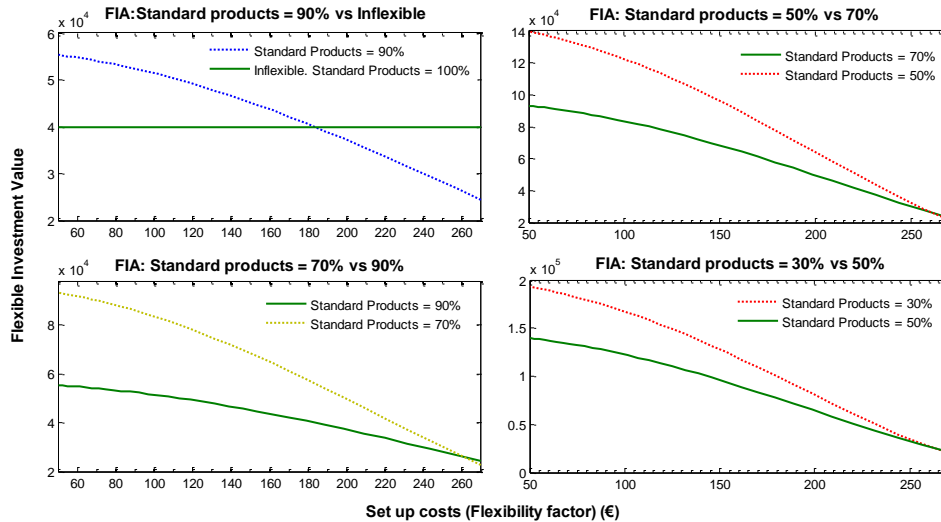 FIA:Standard products = 90% vs Inflexible
x 10^4
6
5
4
3
2
60 80 100 120 140 160 180 200 220 240 260
Standard Products = 90%
Inflexible. Standard Products = 100%
FIA: Standard products = 50% vs 70%
x 10^4
14
12
10
8
6
4
2
50 100 150 200 250
Standard Products = 70%
Standard Products = 50%
FIA: Standard products = 70% vs 90%
x 10^4
8
6
4
2
60 80 100 120 140 160 180 200 220 240 260
Standard Products = 90%
Standard Products = 70%
FIA: Standard products = 30% vs 50%
x 10^5
2
1.5
1
0.5
0
50 100 150 200 250
Standard Products = 30%
Standard Products = 50%
Flexible Investment Value
Set up costs (Flexibility factor) (€)